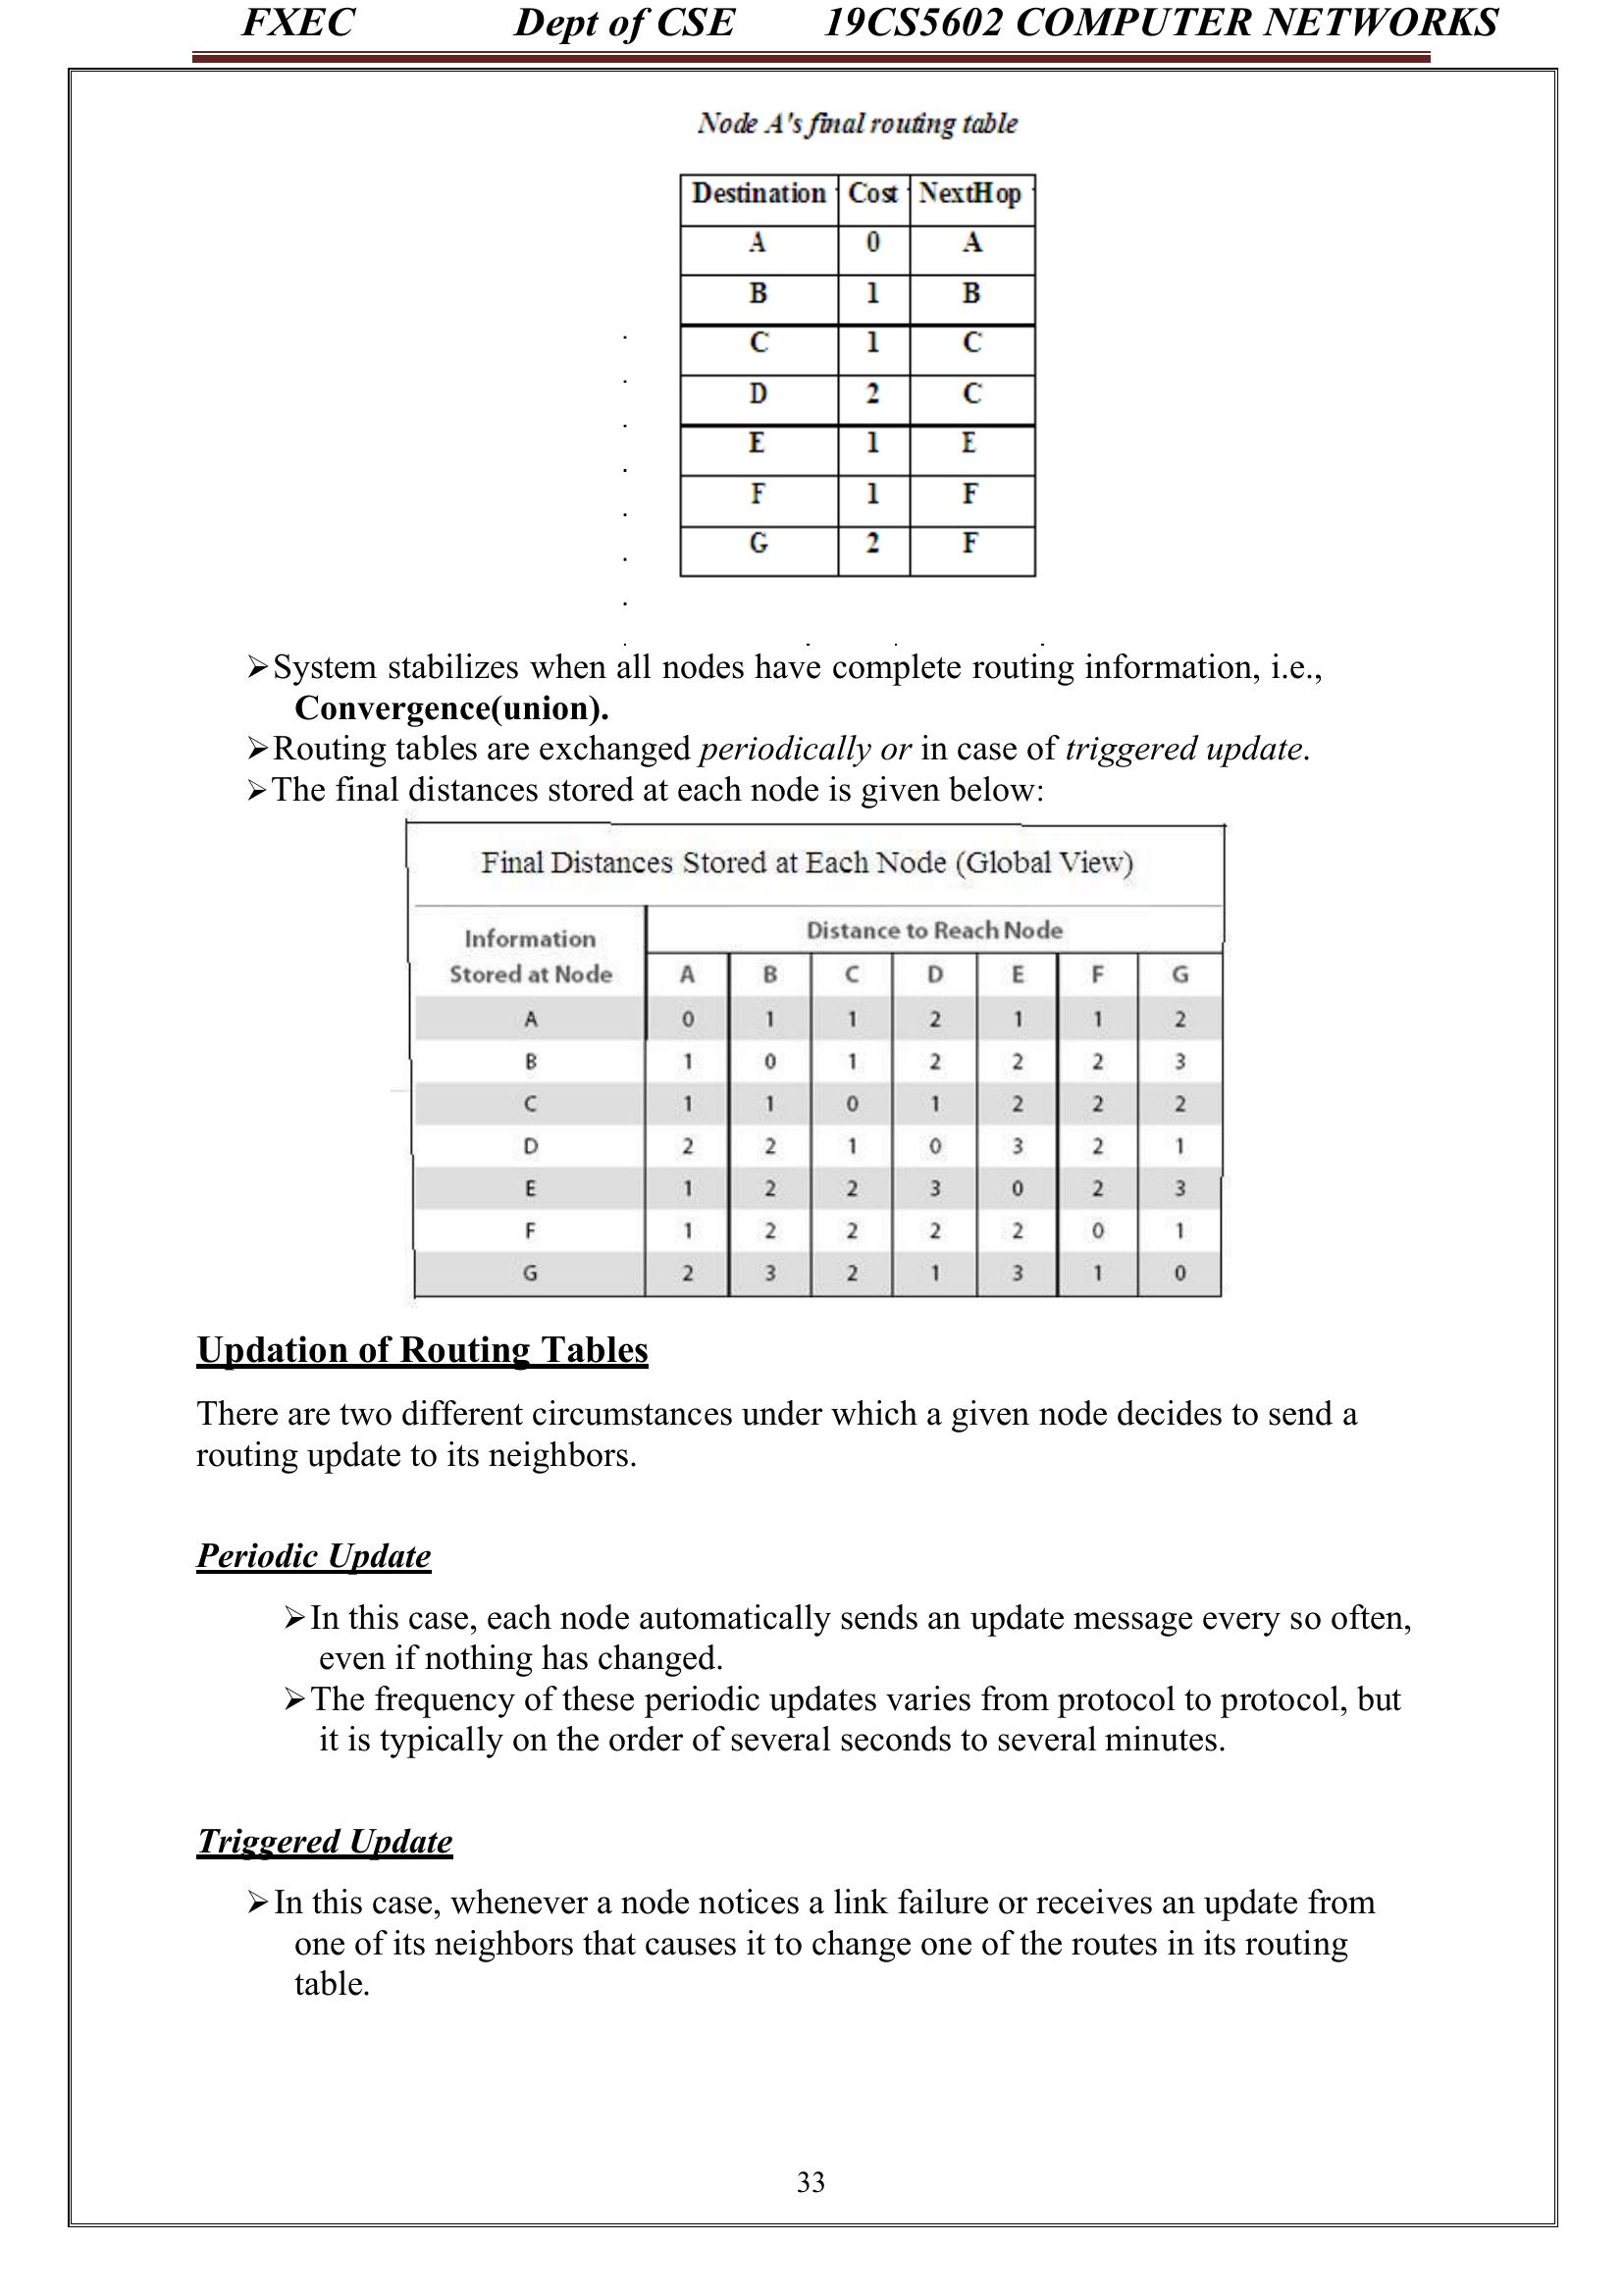 FXEC Dept of CSE 19CS5602 COMPUTER NETWORKS
Node A's final routing table
Destination Cost NextHop
A 0 A
B 1 B
C 1 C
D 2 C
E 1 E
F 1 F
G 2 F
➢System stabilizes when all nodes have complete routing information, i.e.,
Convergence(union).
➢Routing tables are exchanged periodically or in case of triggered update.
➢The final distances stored at each node is given below:
Final Distances Stored at Each Node (Global View)
Information Distance to Reach Node
Stored at Node A B C D E F G
A 0 1 1 2 1 1 2
B 1 0 1 2 2 2 3
C 1 1 0 1 2 2 2
D 2 2 1 0 3 2 1
E 1 2 2 3 0 2 3
F 1 2 2 2 2 0 1
G 2 3 2 1 3 1 0
Updation of Routing Tables
There are two different circumstances under which a given node decides to send a
routing update to its neighbors.
Periodic Update
➢In this case, each node automatically sends an update message every so often,
even if nothing has changed.
➢The frequency of these periodic updates varies from protocol to protocol, but
it is typically on the order of several seconds to several minutes.
Triggered Update
➢In this case, whenever a node notices a link failure or receives an update from
one of its neighbors that causes it to change one of the routes in its routing
table.
33